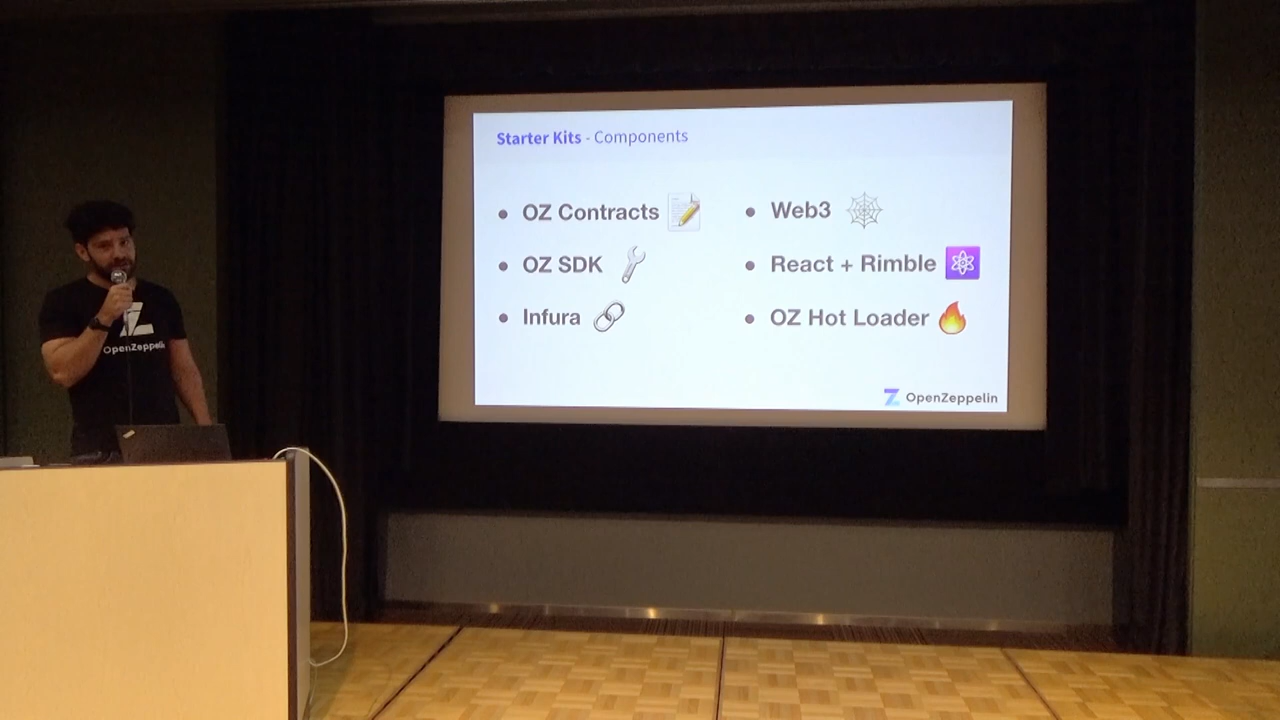 Starter Kits - Components
OZ Contracts
OZ SDK
Infura
Web3
React + Rimble
OZ Hot Loader
OpenZeppelin
OpenZeppelin